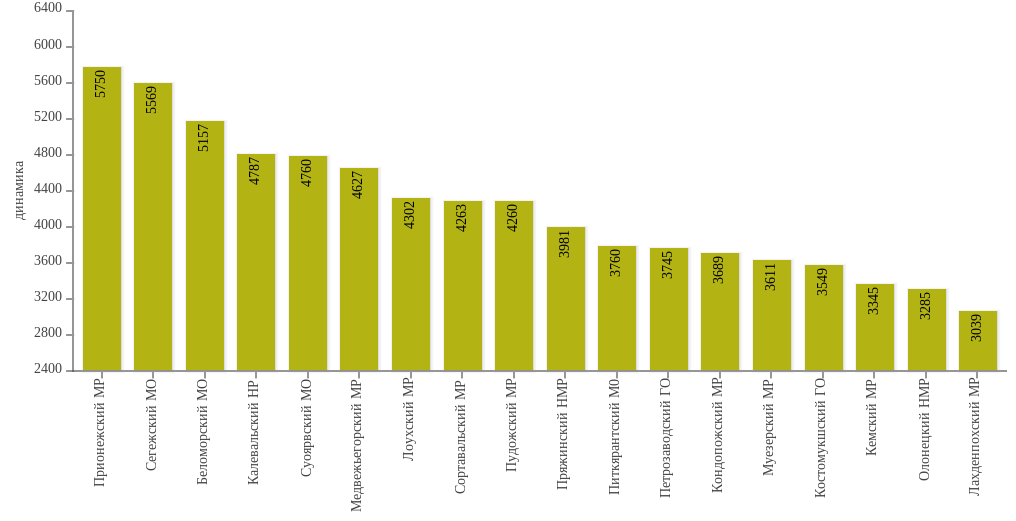 6400
6000
5600
5200
4800
4400
4000
3600
3200
2800
2400
динамика
5750
5569
5157
4787
4760
4627
4302
4263
4260
3981
3760
3745
3689
3611
3549
3345
3285
3039
Прионежский МР
Сегежский МО
Беломорский МО
Калевальский НР
Суоярвский МО
Медвежьегорский МР
Лоухский МР
Сортавальский МР
Пудожский МР
Пряжинский НМР
Питкярантский М0
Петрозаводский ГО
Кондопожский МР
Муезерский МР
Костомукшский ГО
Кемский МР
Олонецкий НМР
Лахденпохский МР